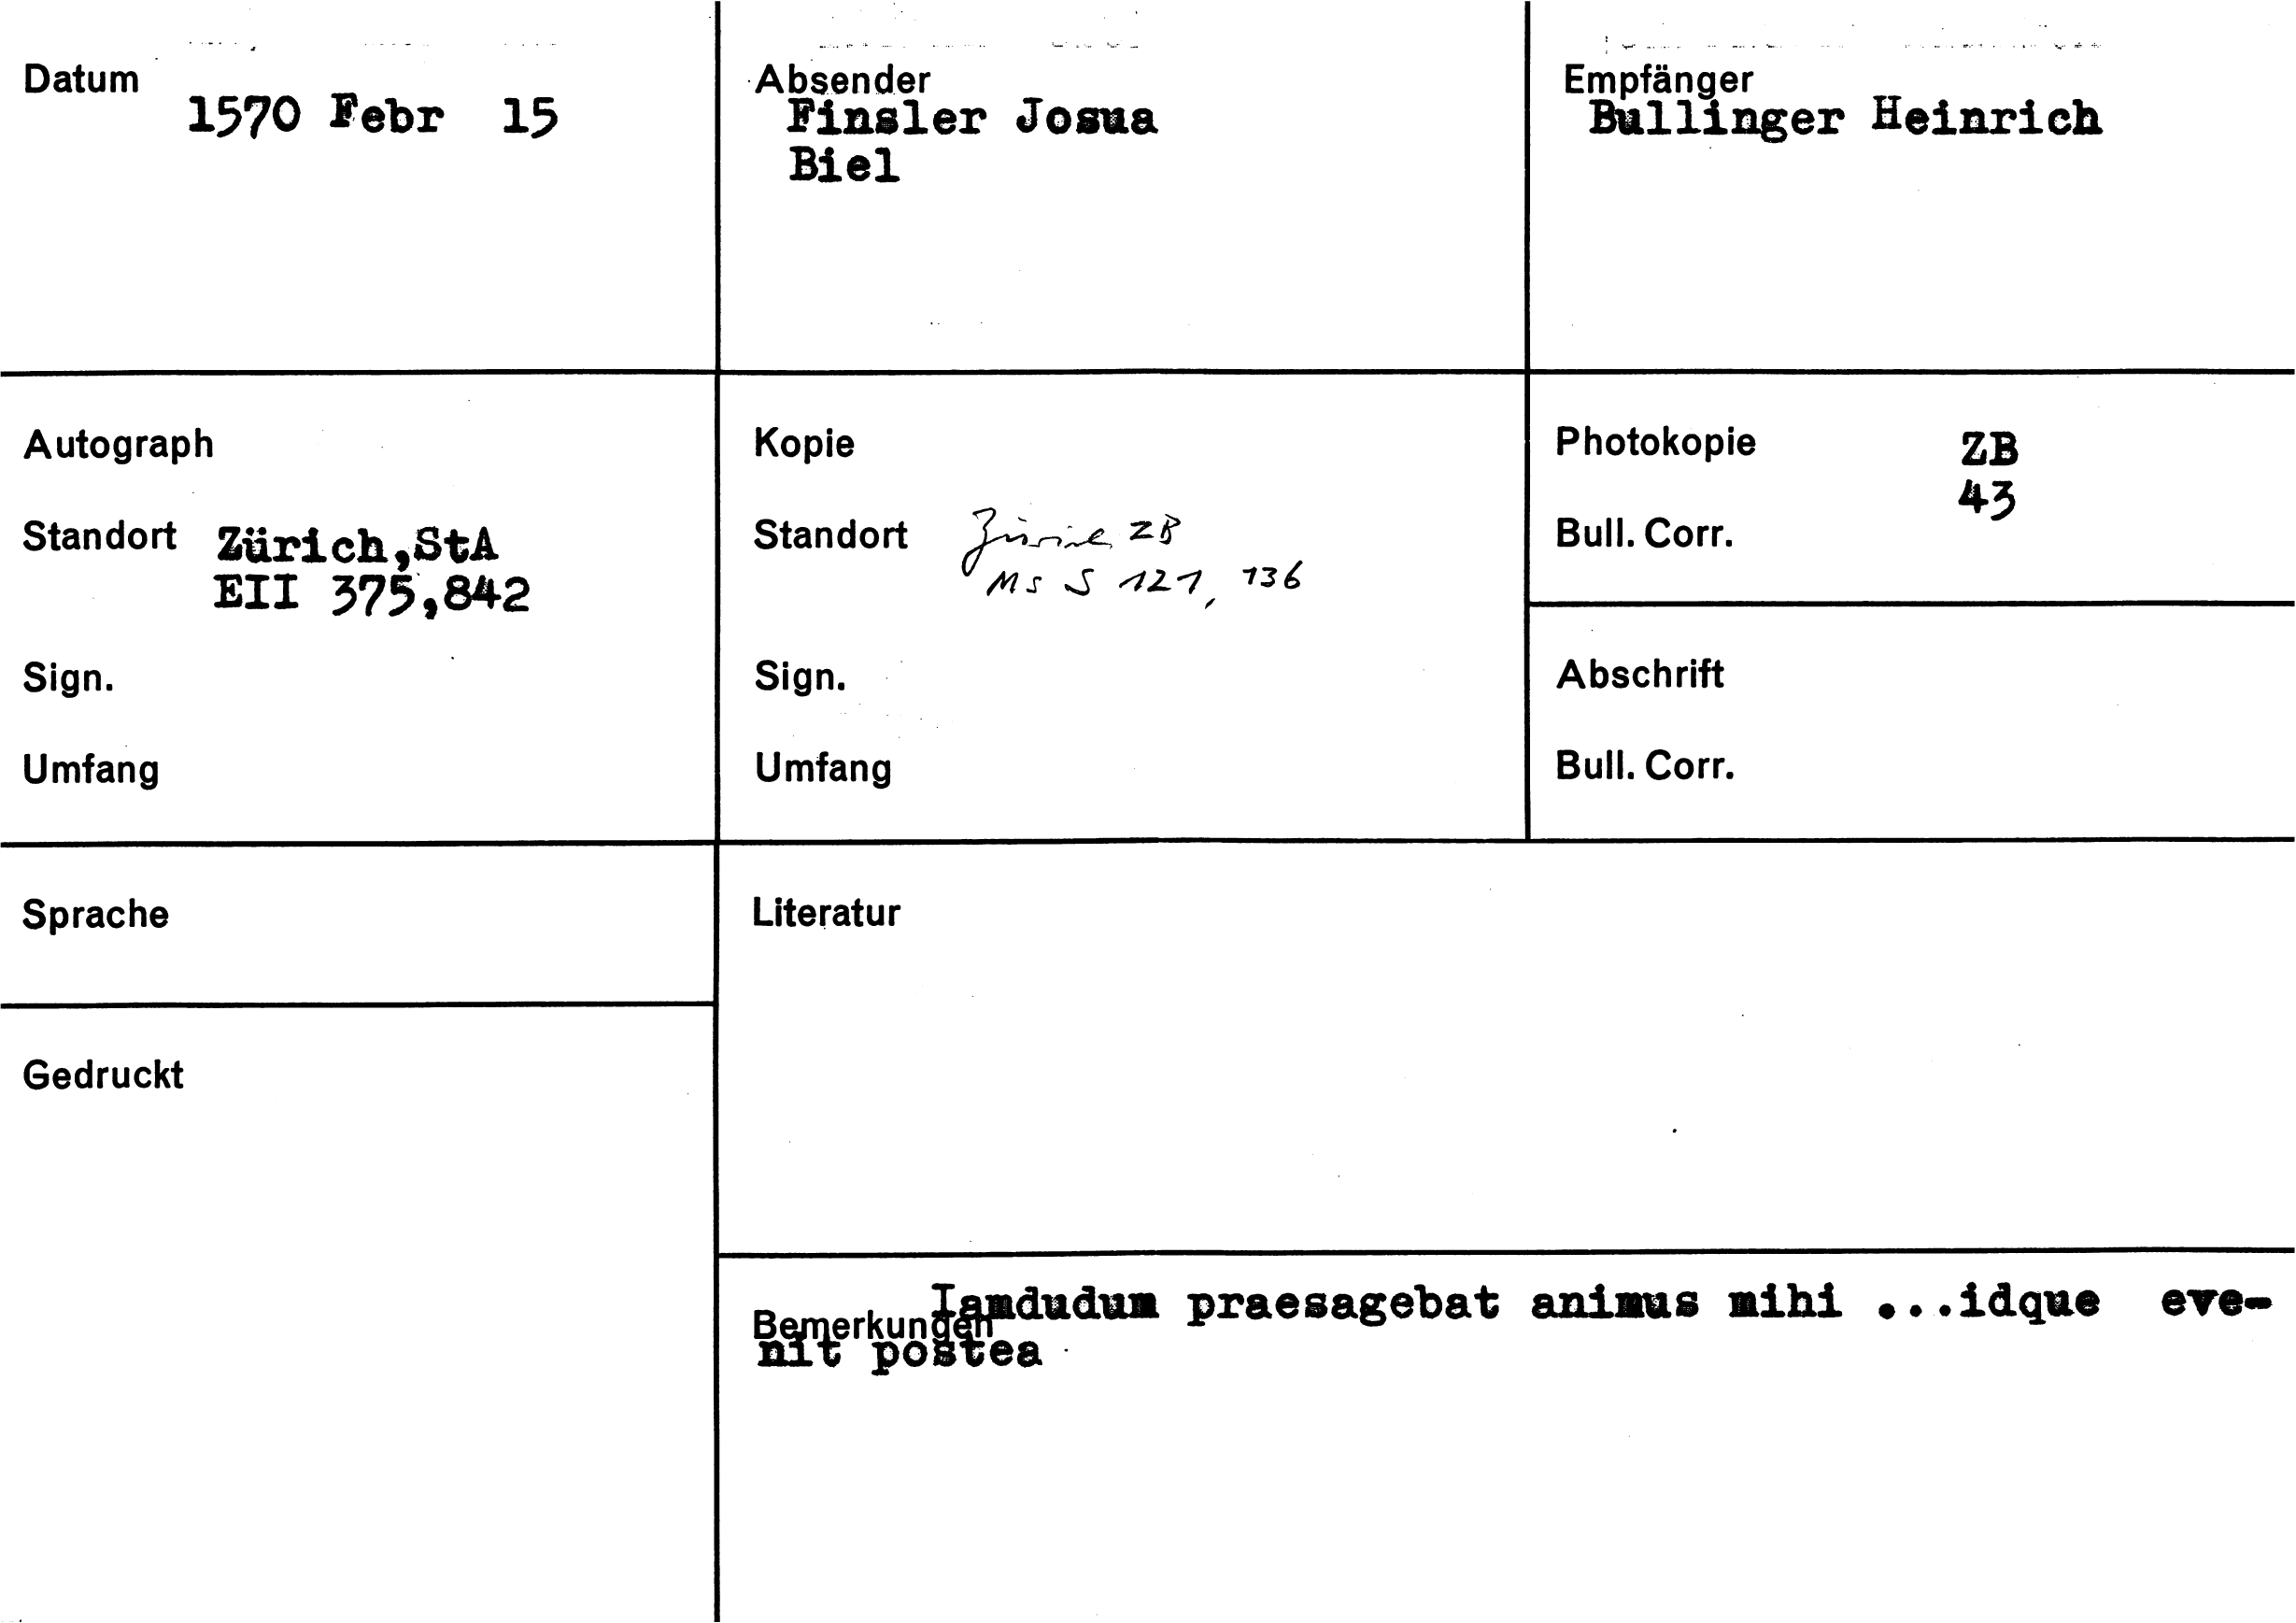 Datum
1570 Febr 15
Absender
Finsler Josua
Biel
Empfänger
Bullinger Heinrich
Autograph
Standort Zürich,StA
EII 375,842
Sign.
Umfang
Kopie
Standort Zürich ZB
Ms S 121, 136
Sign.
Umfang
Photokopie ZB
43
Bull. Corr.
Abschrift
Bull. Corr.
Sprache
Literatur
Gedruckt
Bemerkungen
Iamdudum praesagebat animus mihi ...idque eve-
nit postea